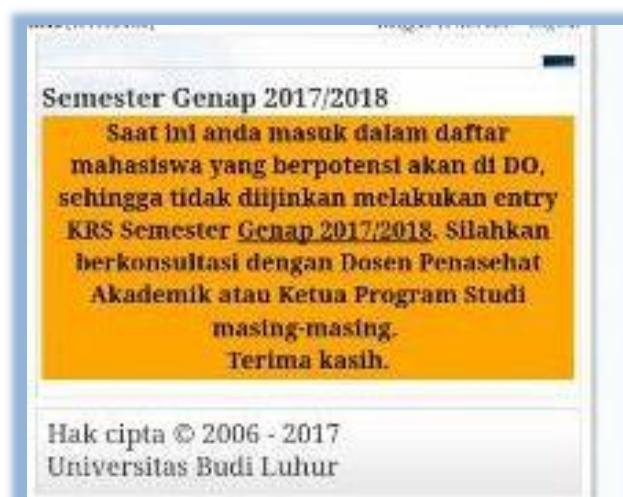 Semester Genap 2017/2018
Saat ini anda masuk dalam daftar
mahasiswa yang berpotensi akan di DO,
sehingga tidak diijinkan melakukan entry
KRS Semester Genap 2017/2018. Silahkan
berkonsultasi dengan Dosen Penasehat
Akademik atau Ketua Program Studi
masing-masing.
Terima kasih.
Hak cipta © 2006 - 2017
Universitas Budi Luhur